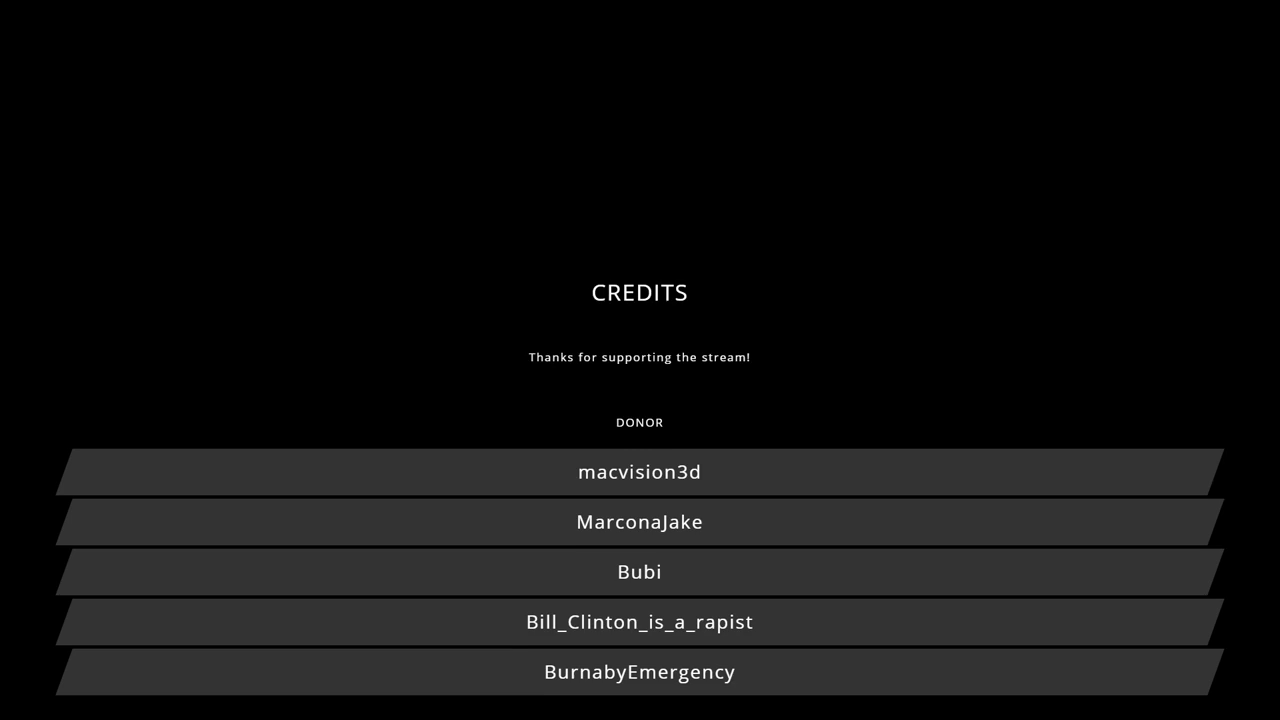 CREDITS
Thanks for supporting the stream!
DONOR
macvision3d
MarconaJake
Bubi
Bill_Clinton_is_a_rapist
BurnabyEmergency